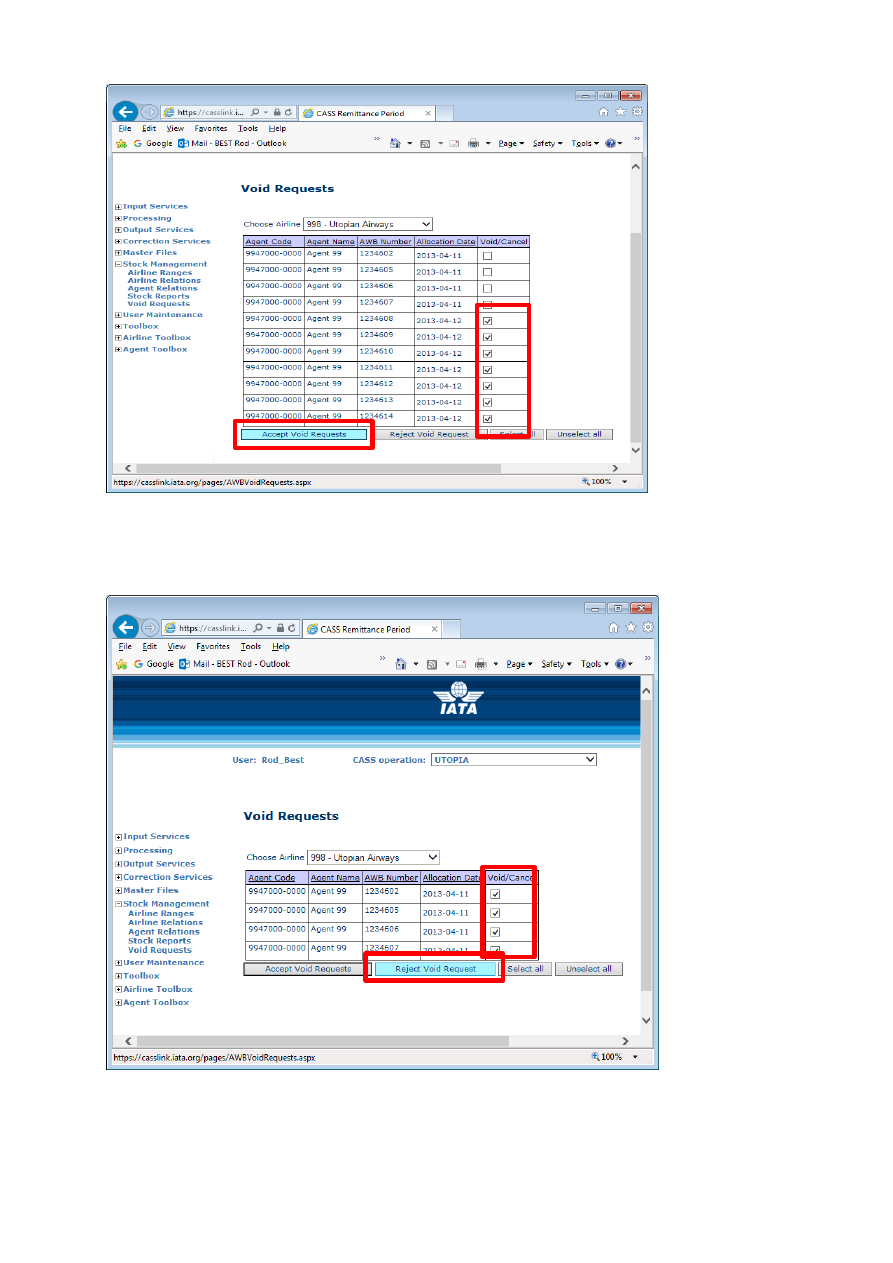 https://casslink.i...
CASS Remittance Period
File Edit View Favorites Tools Help
Google Mail - BEST Rod - Outlook
» Page Safety Tools »
Void Requests
Input Services
Processing
Output Services
Correction Services
Master Files
Stock Management
Airline Ranges
Airline Relations
Agent Relations
Stock Reports
Void Requests
User Maintenance
Toolbox
Airline Toolbox
Agent Toolbox
Choose Airline 998 - Utopian Airways
Agent Code Agent Name AWB Number Allocation Date Void/Cancel
9947000-0000 Agent 99 1234602 2013-04-11
9947000-0000 Agent 99 1234605 2013-04-11
9947000-0000 Agent 99 1234606 2013-04-11
9947000-0000 Agent 99 1234607 2013-04-11
9947000-0000 Agent 99 1234608 2013-04-12
9947000-0000 Agent 99 1234609 2013-04-12
9947000-0000 Agent 99 1234610 2013-04-12
9947000-0000 Agent 99 1234611 2013-04-12
9947000-0000 Agent 99 1234612 2013-04-12
9947000-0000 Agent 99 1234613 2013-04-12
9947000-0000 Agent 99 1234614 2013-04-12
Accept Void Requests Reject Void Request Select all Unselect all
https://casslink.iata.org/pages/AWBVoidRequests.aspx
100%
https://casslink.i...
CASS Remittance Period
File Edit View Favorites Tools Help
Google Mail - BEST Rod - Outlook
» Page Safety Tools »
IATA
User: Rod_Best CASS operation: UTOPIA
Void Requests
Input Services
Processing
Output Services
Correction Services
Master Files
Stock Management
Airline Ranges
Airline Relations
Agent Relations
Stock Reports
Void Requests
User Maintenance
Toolbox
Airline Toolbox
Agent Toolbox
Choose Airline 998 - Utopian Airways
Agent Code Agent Name AWB Number Allocation Date Void/Cancel
9947000-0000 Agent 99 1234602 2013-04-11
9947000-0000 Agent 99 1234605 2013-04-11
9947000-0000 Agent 99 1234606 2013-04-11
9947000-0000 Agent 99 1234607 2013-04-11
Accept Void Requests Reject Void Request Select all Unselect all
https://casslink.iata.org/pages/AWBVoidRequests.aspx
100%